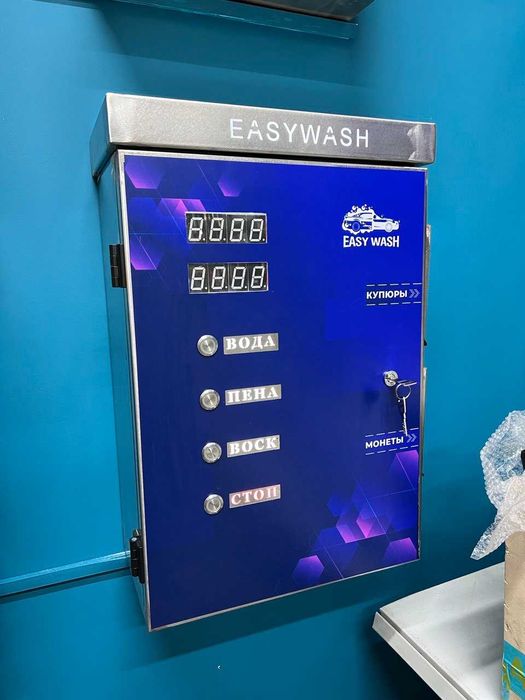 EASYWASH
8.8.8.8.
8.8.8.8.
EASY WASH
КУПЮРЫ >>
ВОДА
ПЕНА
ВОСК
МОНЕТЫ >>
СТОП